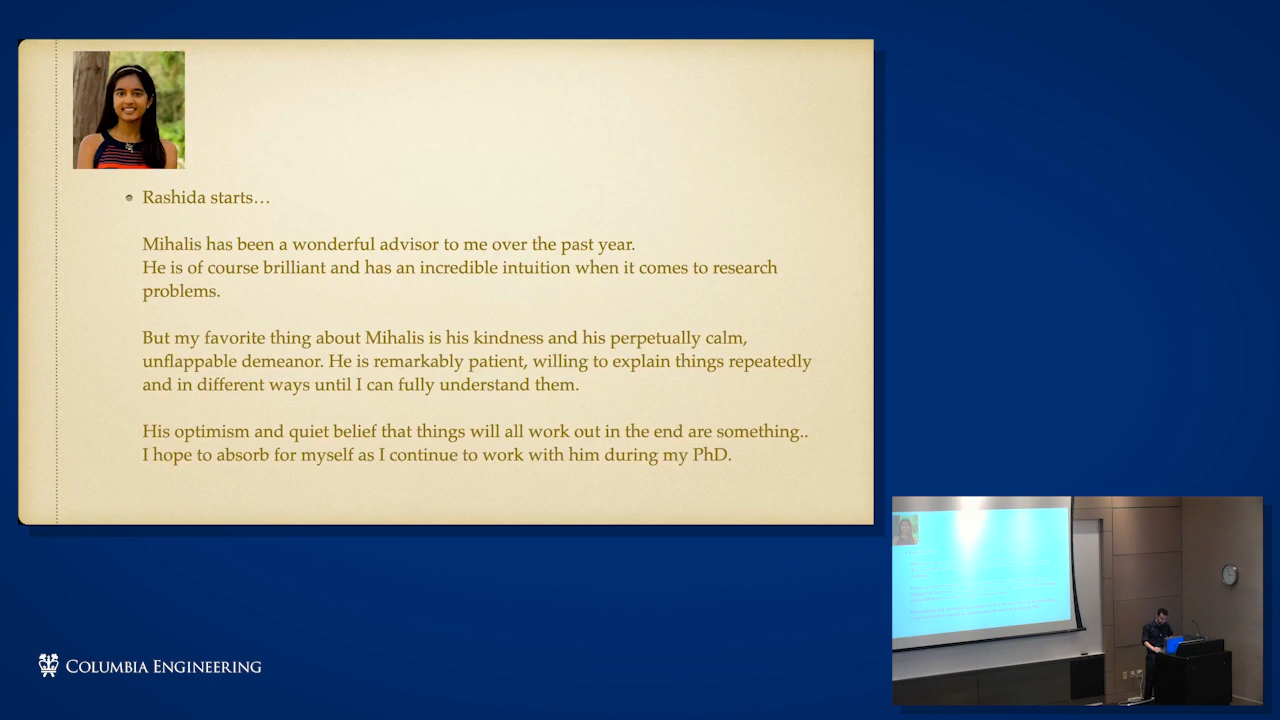 Rashida starts…
Mihalis has been a wonderful advisor to me over the past year.
He is of course brilliant and has an incredible intuition when it comes to research
problems.
But my favorite thing about Mihalis is his kindness and his perpetually calm,
unflappable demeanor. He is remarkably patient, willing to explain things repeatedly
and in different ways until I can fully understand them.
His optimism and quiet belief that things will all work out in the end are something..
I hope to absorb for myself as I continue to work with him during my PhD.
COLUMBIA ENGINEERING